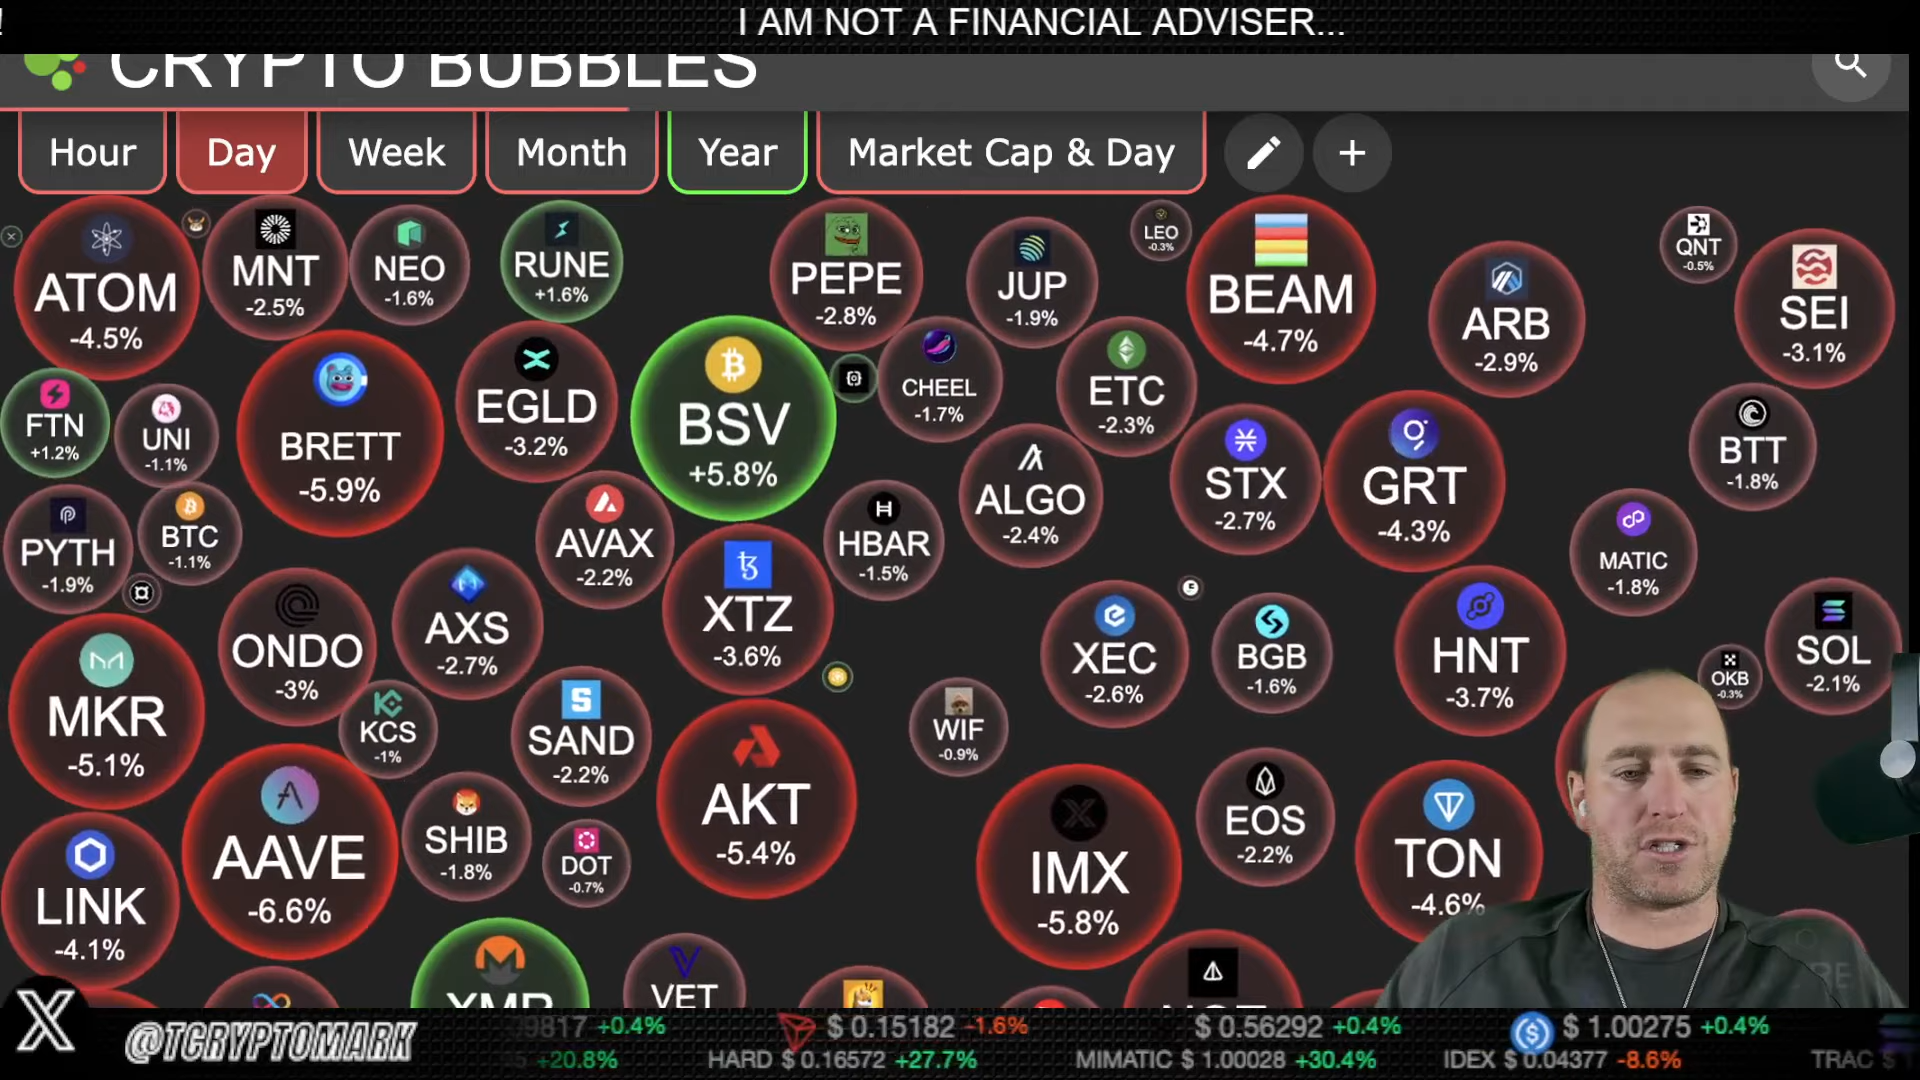 I AM NOT A FINANCIAL ADVISER...
CRYPTO BUBBLES
Hour
Day
Week
Month
Year
Market Cap & Day
ATOM
-4.5%
MNT
-2.5%
NEO
-1.6%
RUNE
+1.6%
PEPE
-2.8%
JUP
-1.9%
LEO
-0.3%
BEAM
-4.7%
ARB
-2.9%
QNT
-0.5%
SEI
-3.1%
FTN
+1.2%
UNI
-1.1%
BRETT
-5.9%
EGLD
-3.2%
BSV
+5.8%
CHEEL
-1.7%
ETC
-2.3%
STX
-2.7%
GRT
-4.3%
BTT
-1.8%
PYTH
-1.9%
BTC
-1.1%
AVAX
-2.2%
HBAR
-1.5%
ALGO
-2.4%
MATIC
-1.8%
ONDO
-3%
AXS
-2.7%
XTZ
-3.6%
XEC
-2.6%
BGB
-1.6%
HNT
-3.7%
OKB
-0.3%
SOL
-2.1%
MKR
-5.1%
KCS
-1%
SAND
-2.2%
AKT
-5.4%
WIF
-0.9%
IMX
-5.8%
EOS
-2.2%
TON
-4.6%
LINK
-4.1%
AAVE
-6.6%
SHIB
-1.8%
DOT
-0.7%
XMR
VET
@TCRYPTOMARK
9817 +0.4% $ 0.15182 -1.6% $ 0.56292 +0.4% $ 1.00275 +0.4%
+20.8% HARD $ 0.16572 +27.7% MIMATIC $ 1.00028 +30.4% IDEX $ 0.04377 -8.6% TRAC $